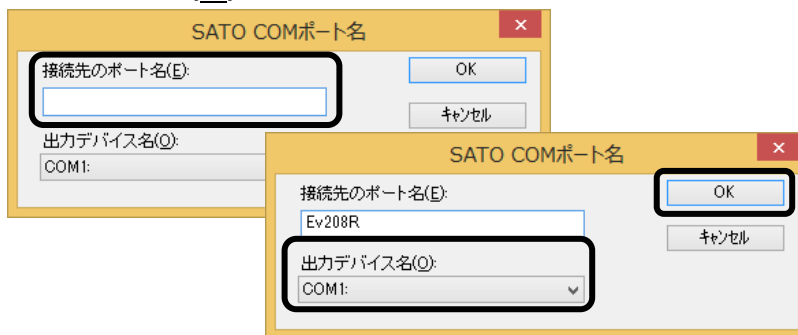 SATO COMポート名
接続先のポート名(E):
OK
キャンセル
出力デバイス名(O):
COM1:
SATO COMポート名
接続先のポート名(E):
OK
Ev208R
キャンセル
出力デバイス名(O):
COM1: